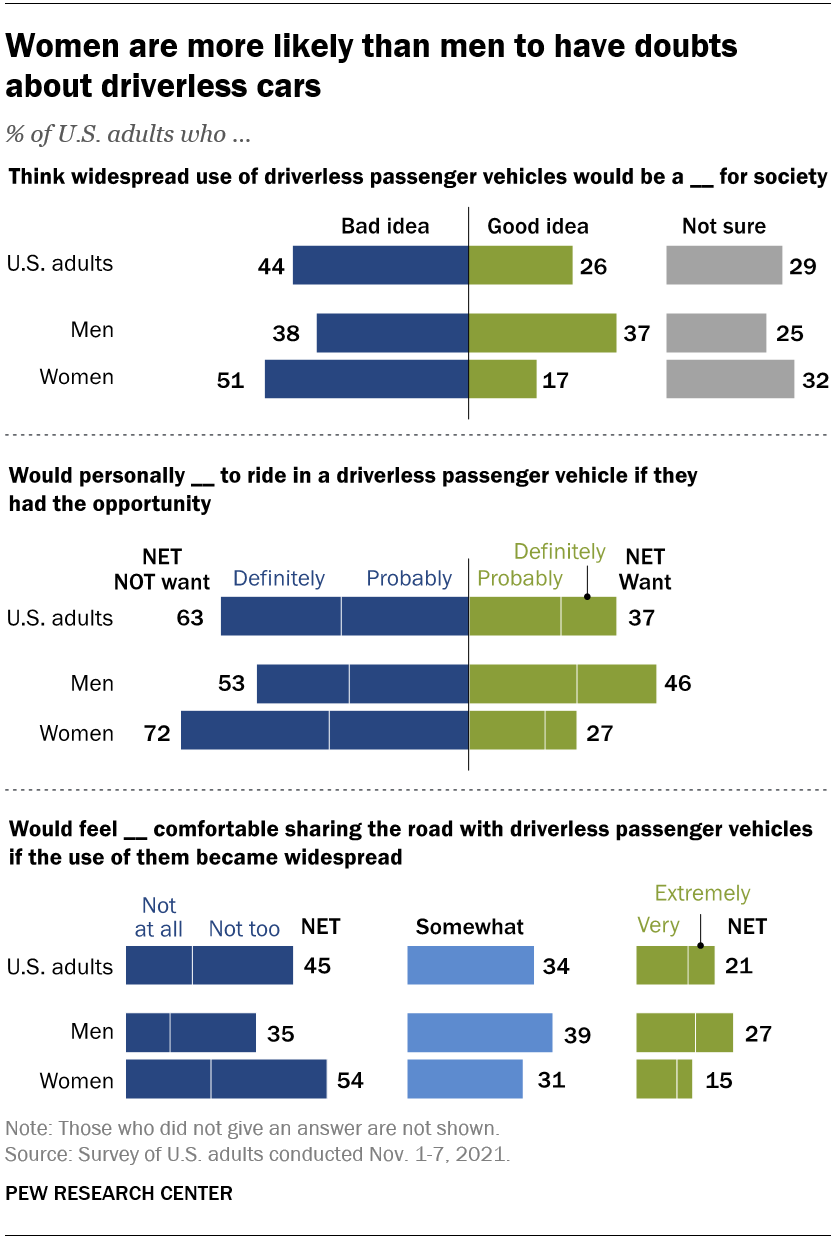 Women are more likely than men to have doubts
about driverless cars
% of U.S. adults who ...
Think widespread use of driverless passenger vehicles would be a __ for society
Bad idea Good idea Not sure
U.S. adults 44 26 29
Men 38 37 25
Women 51 17 32
Would personally __ to ride in a driverless passenger vehicle if they
had the opportunity
Definitely
NET NET
NOT want Definitely Probably Probably Want
U.S. adults 63 37
Men 53 46
Women 72 27
Would feel __ comfortable sharing the road with driverless passenger vehicles
if the use of them became widespread
Extremely
Not
at all Not too NET Somewhat Very NET
U.S. adults 45 34 21
Men 35 39 27
Women 54 31 15
Note: Those who did not give an answer are not shown.
Source: Survey of U.S. adults conducted Nov. 1-7, 2021.
PEW RESEARCH CENTER